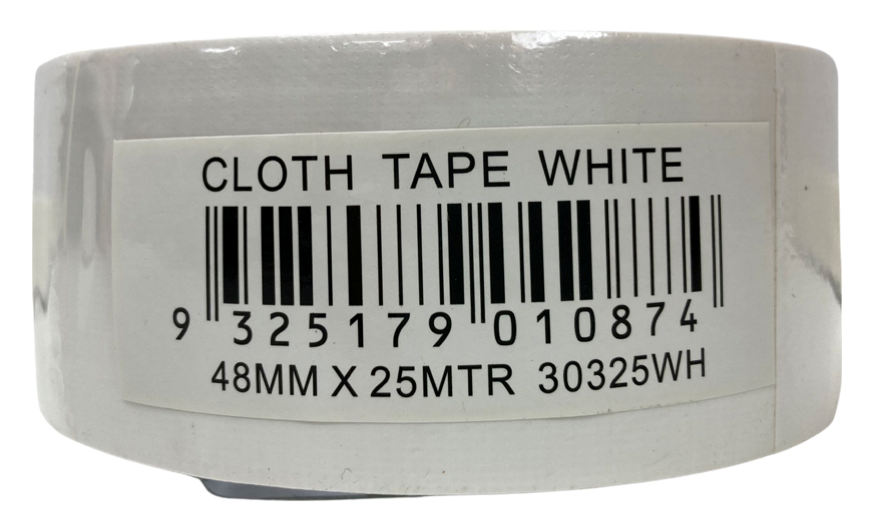 CLOTH TAPE WHITE
9 325179 010874
48MM X 25MTR 30325WH